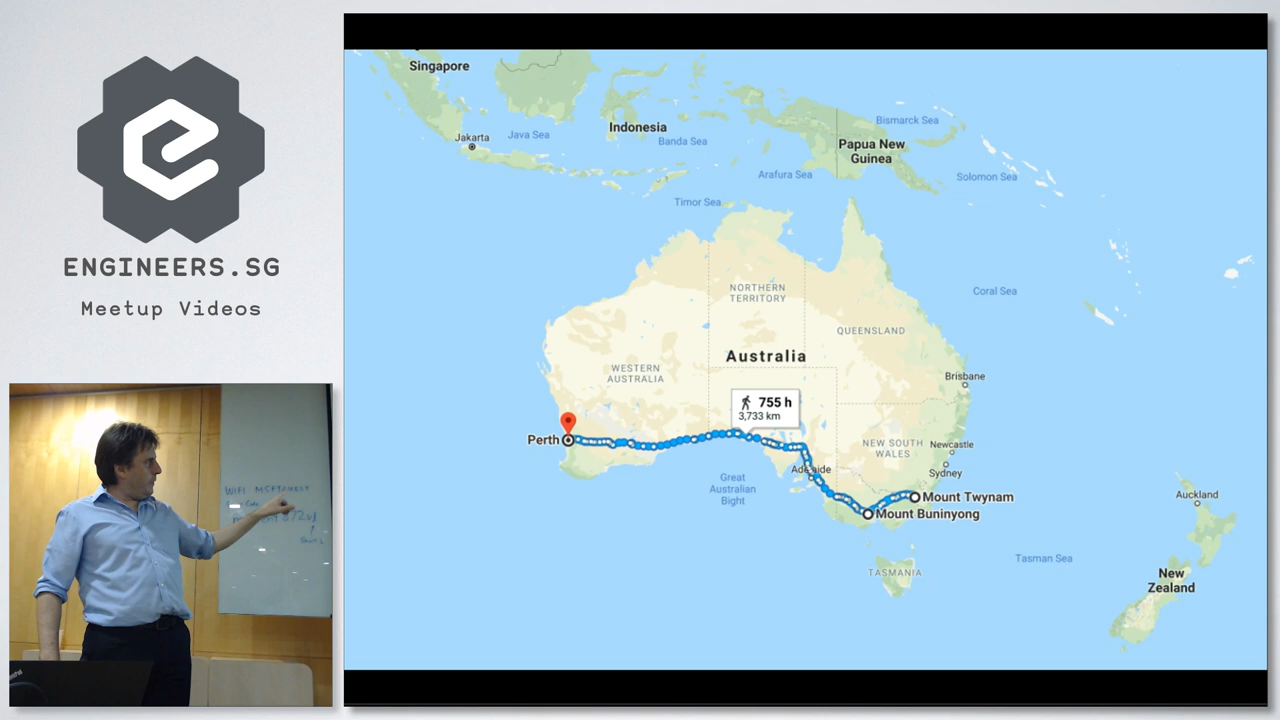 ENGINEERS.SG
Meetup Videos
WIFI
Singapore
Jakarta
Java Sea
Indonesia
Banda Sea
Papua New
Guinea
Bismarck Sea
Arafura Sea
Solomon Sea
Timor Sea
Coral Sea
NORTHERN
TERRITORY
QUEENSLAND
Australia
WESTERN
AUSTRALIA
Brisbane
755 h
3,733 km
Perth
NEW SOUTH
WALES
Newcastle
Sydney
Adelaide
Great
Australian
Bight
Mount Twynam
Mount Buninyong
Auckland
Tasman Sea
TASMANIA
New
Zealand